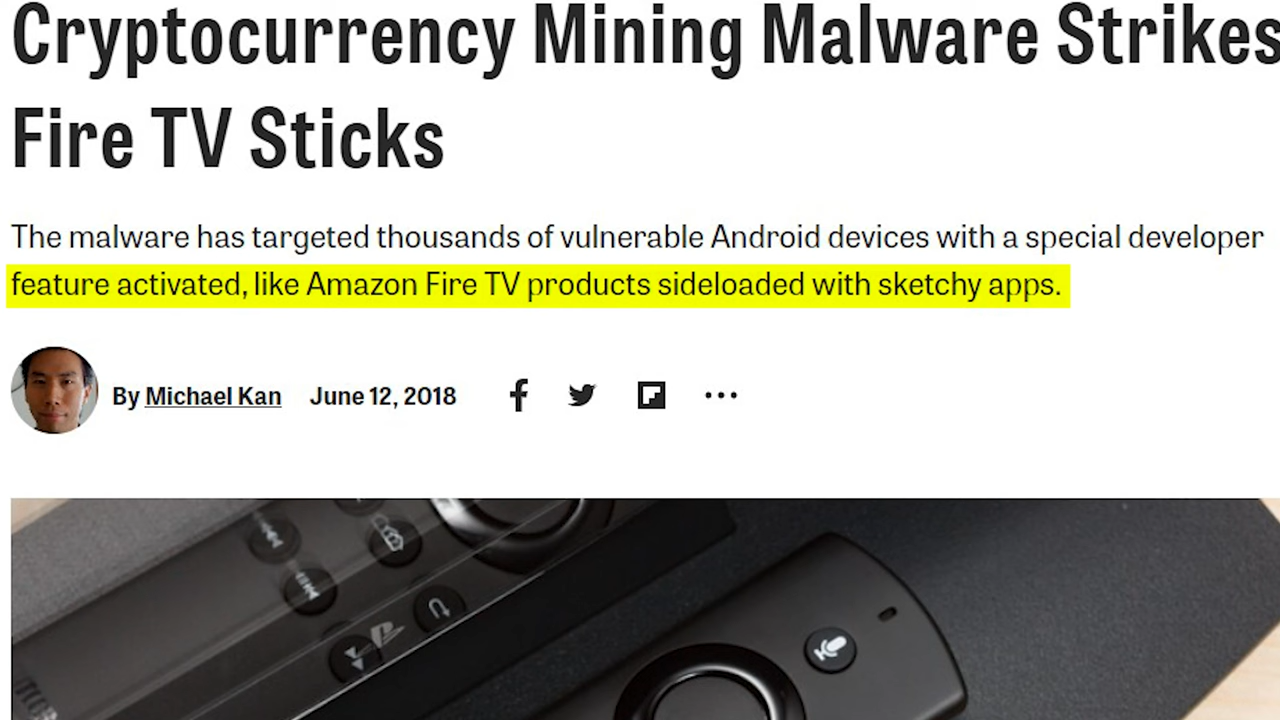 Cryptocurrency Mining Malware Strikes
Fire TV Sticks
The malware has targeted thousands of vulnerable Android devices with a special developer
feature activated, like Amazon Fire TV products sideloaded with sketchy apps.
By Michael Kan June 12, 2018